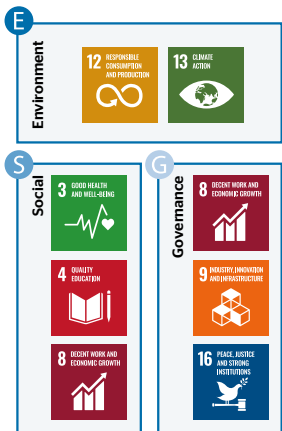 E
Environment
12 RESPONSIBLE
CONSUMPTION
AND PRODUCTION
13 CLIMATE
ACTION
S
Social
3 GOOD HEALTH
AND WELL-BEING
4 QUALITY
EDUCATION
8 DECENT WORK AND
ECONOMIC GROWTH
G
Governance
8 DECENT WORK AND
ECONOMIC GROWTH
9 INDUSTRY, INNOVATION
AND INFRASTRUCTURE
16 PEACE, JUSTICE
AND STRONG
INSTITUTIONS